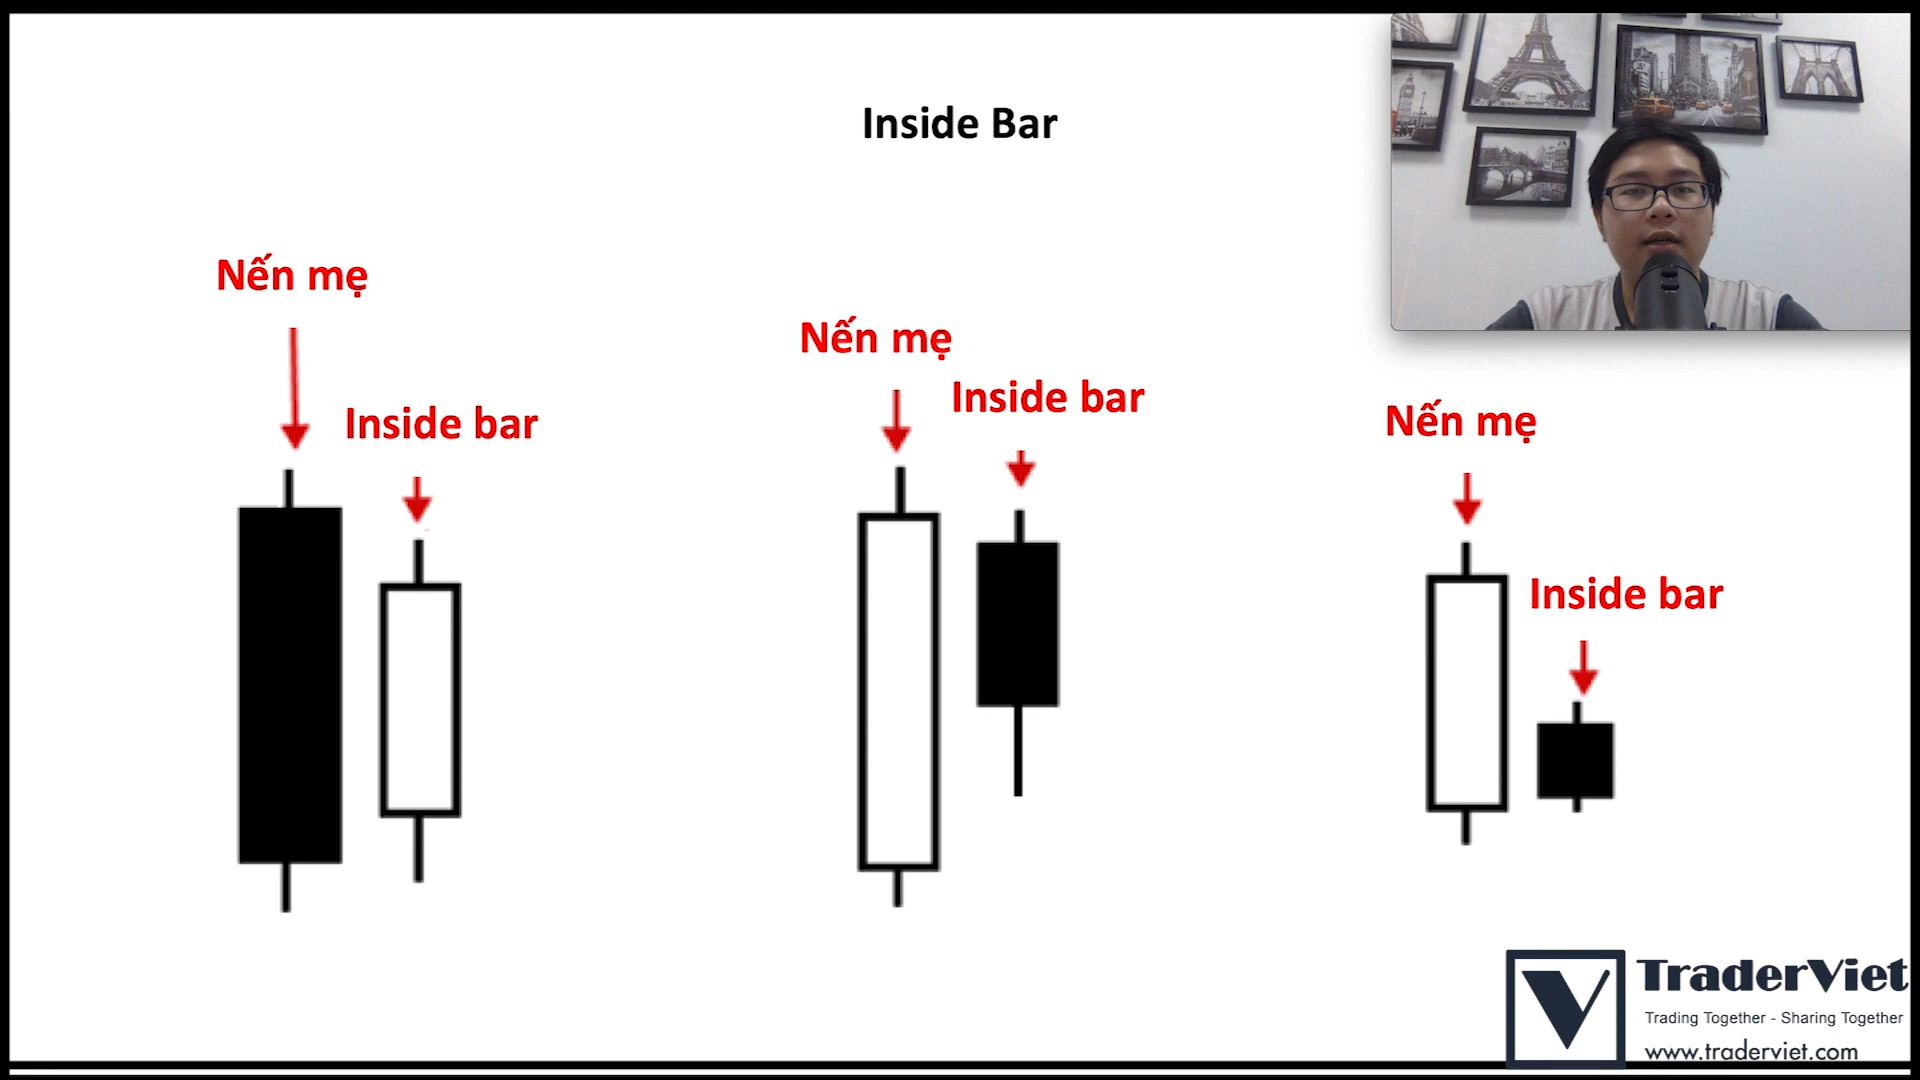 Inside Bar
Nến mẹ
Inside bar
Nến mẹ
Inside bar
Nến mẹ
Inside bar
TraderViet
Trading Together - Sharing Together
www.traderviet.com